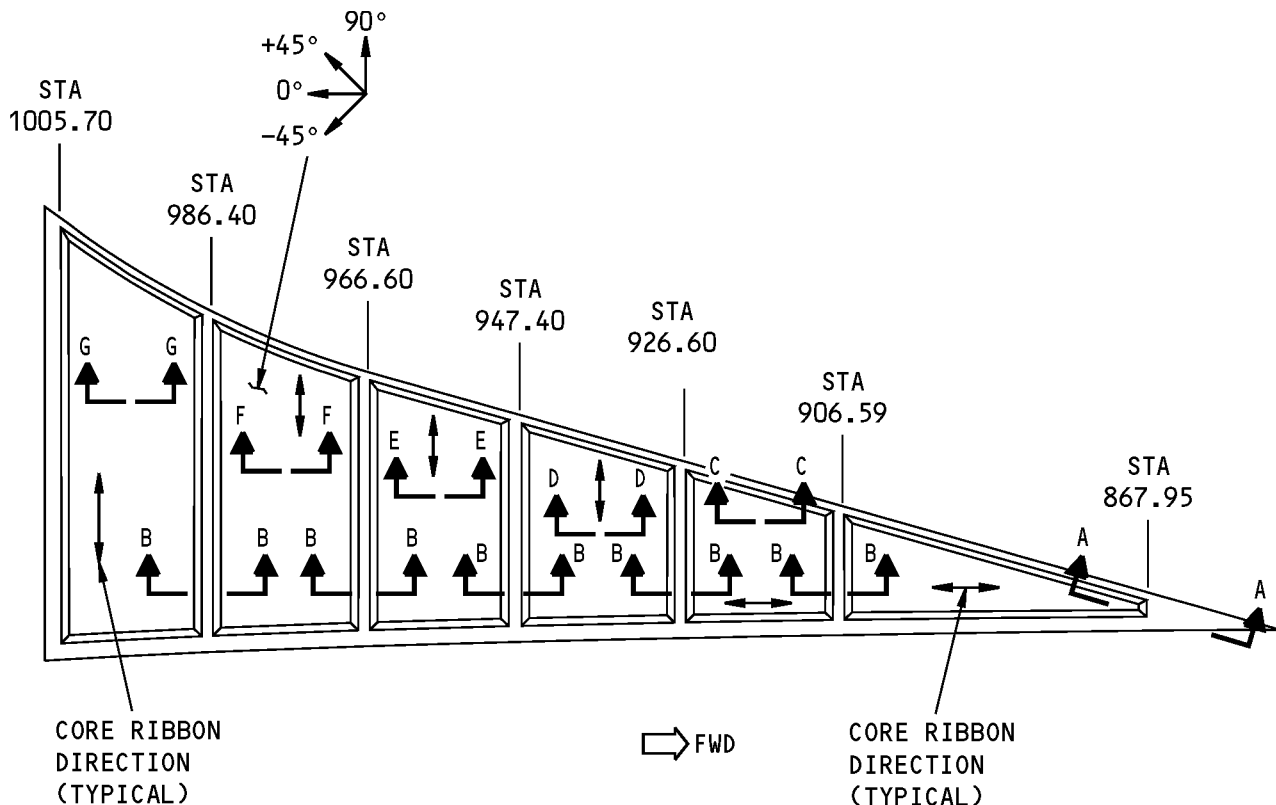 90°
+45°
0°
-45°
STA
1005.70
STA
986.40
STA
966.60
STA
947.40
STA
926.60
STA
906.59
STA
867.95
G G
F F
E E
D D
C C
B B B B B B B B B B
A
A
CORE RIBBON
DIRECTION
(TYPICAL)
FWD
CORE RIBBON
DIRECTION
(TYPICAL)